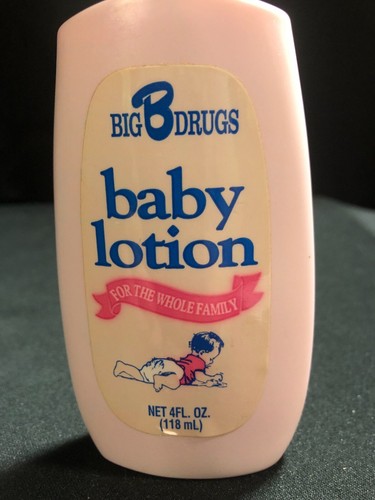 BIG B DRUGS
baby
lotion
FOR THE WHOLE FAMILY
NET 4FL. OZ.
(118 mL)